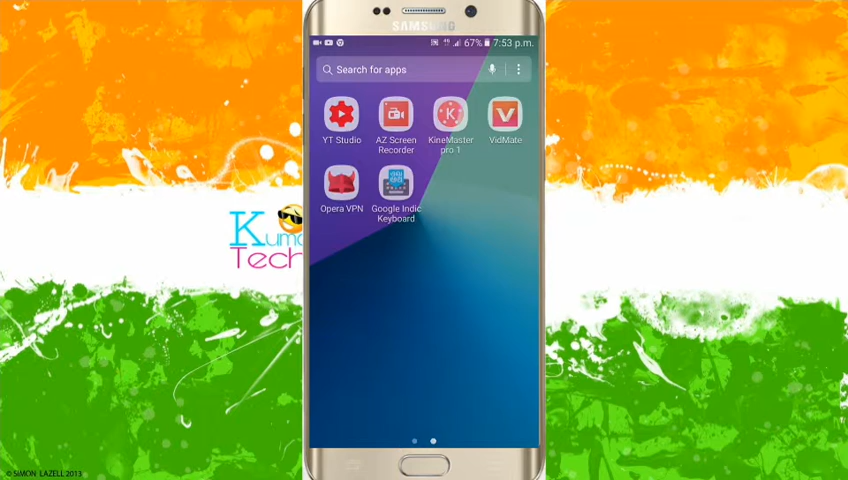 SAMSUNG
67% 7:53 p.m.
Search for apps
YT Studio
AZ Screen
Recorder
KineMaster
pro 1
VidMate
Opera VPN
Google Indic
Keyboard
Kum
Tech
© SiMON LAZELL 2013